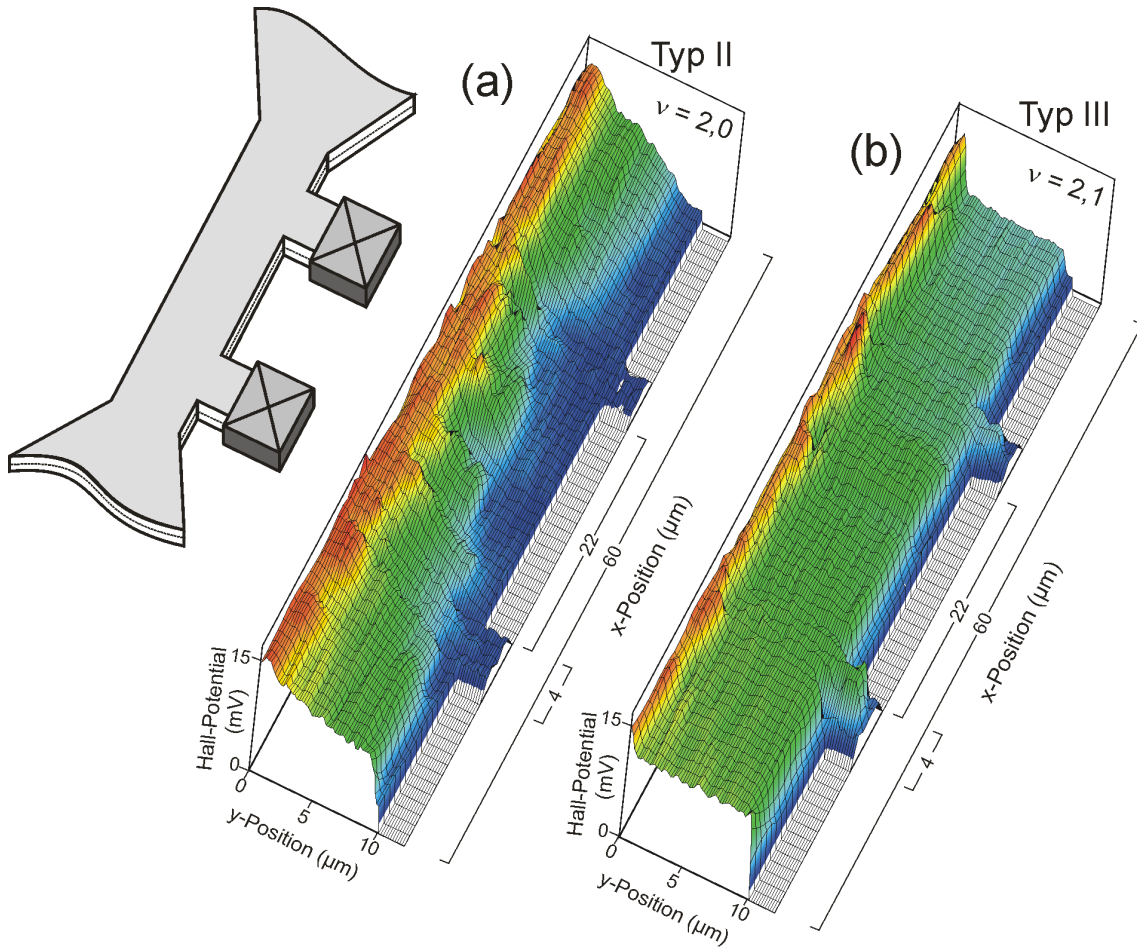 (a)
Typ II
ν = 2,0
Hall-Potential
(mV)
15
0
0
5
10
y-Position (µm)
4
22
60
x-Position (µm)
(b)
Typ III
ν = 2,1
Hall-Potential
(mV)
15
0
0
5
10
y-Position (µm)
4
22
60
x-Position (µm)